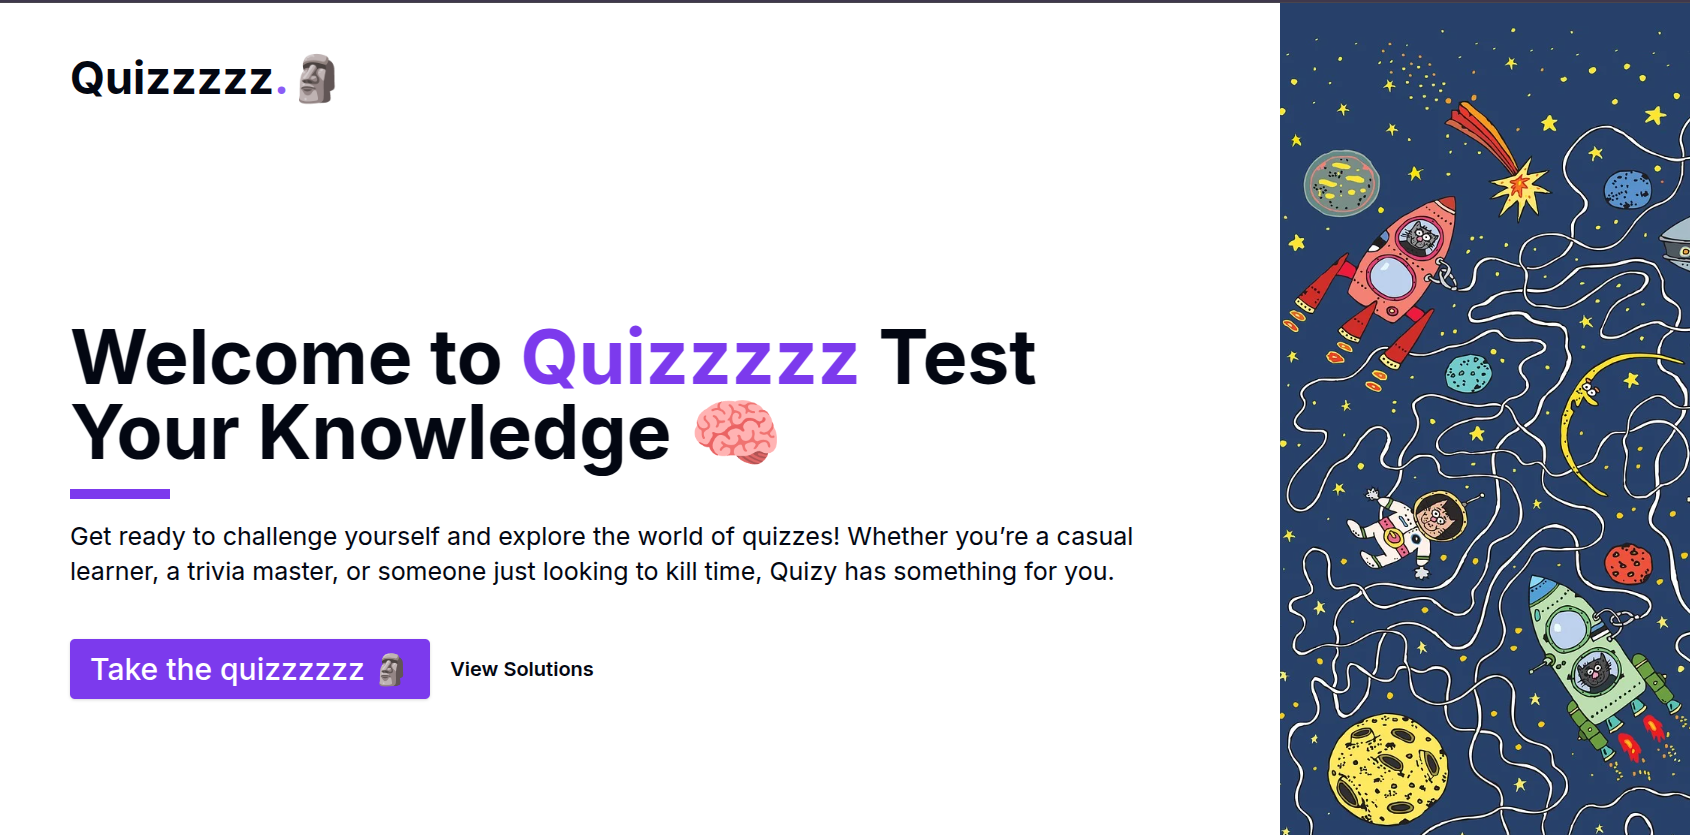 Quizzzzz.🗿
Welcome to Quizzzzz Test
Your Knowledge 🧠
Get ready to challenge yourself and explore the world of quizzes! Whether you’re a casual
learner, a trivia master, or someone just looking to kill time, Quizy has something for you.
Take the quizzzzzz 🗿
View Solutions